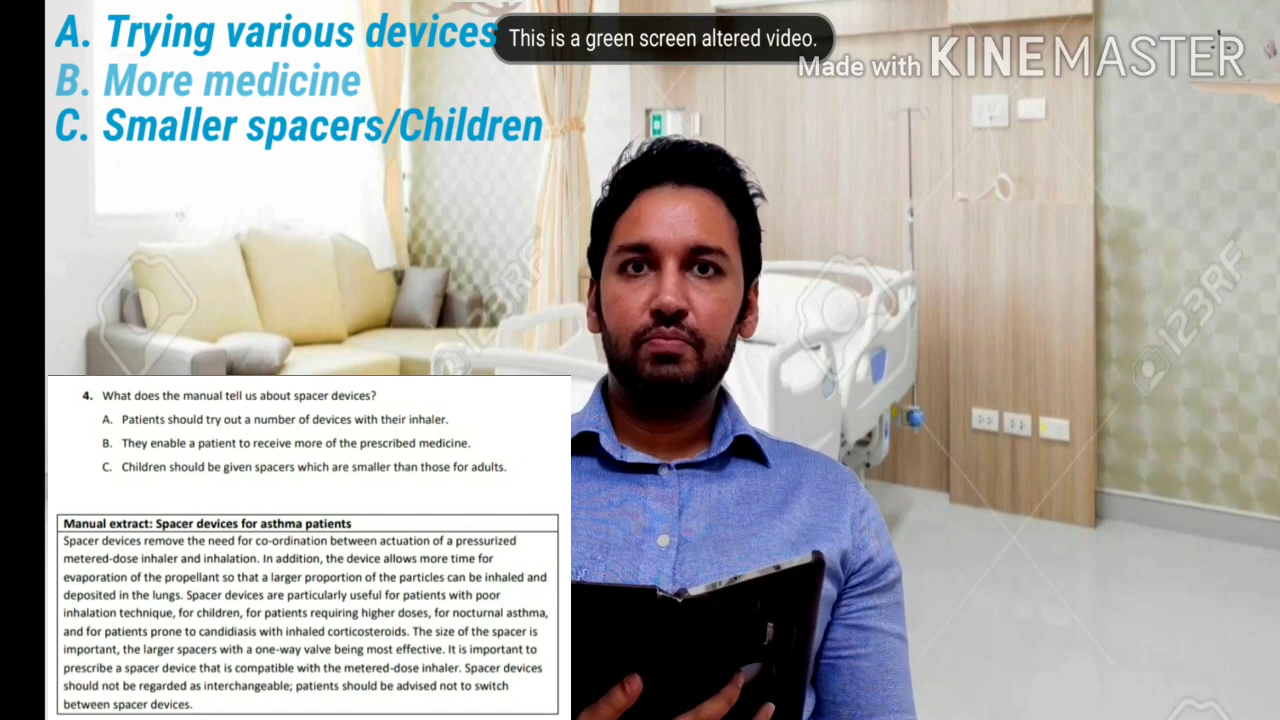 A. Trying various devices
B. More medicine
C. Smaller spacers/Children
This is a green screen altered video.
Made with KINEMASTER
123RF
123RF
4. What does the manual tell us about spacer devices?
A. Patients should try out a number of devices with their inhaler.
B. They enable a patient to receive more of the prescribed medicine.
C. Children should be given spacers which are smaller than those for adults.
Manual extract: Spacer devices for asthma patients
Spacer devices remove the need for co-ordination between actuation of a pressurized
metered-dose inhaler and inhalation. In addition, the device allows more time for
evaporation of the propellant so that a larger proportion of the particles can be inhaled and
deposited in the lungs. Spacer devices are particularly useful for patients with poor
inhalation technique, for children, for patients requiring higher doses, for nocturnal asthma,
and for patients prone to candidiasis with inhaled corticosteroids. The size of the spacer is
important, the larger spacers with a one-way valve being most effective. It is important to
prescribe a spacer device that is compatible with the metered-dose inhaler. Spacer devices
should not be regarded as interchangeable; patients should be advised not to switch
between spacer devices.